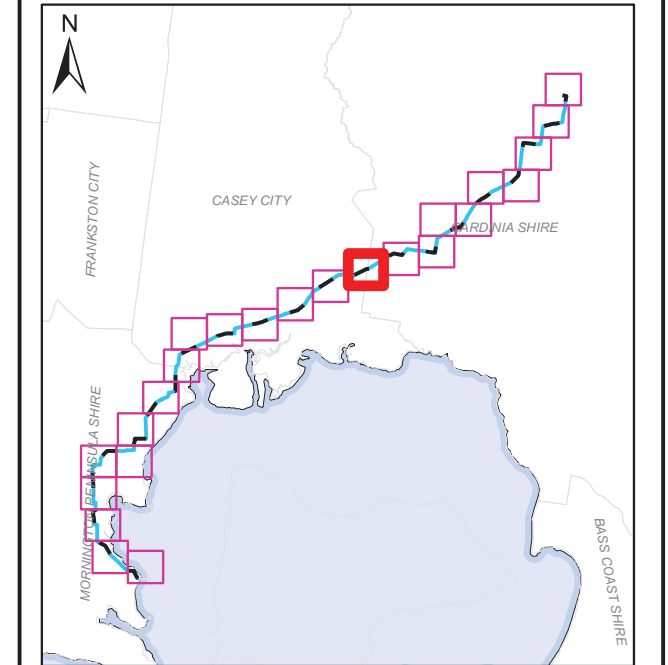 N
FRANKSTON CITY
CASEY CITY
CARDINIA SHIRE
MORNINGTON PENINSULA SHIRE
BASS COAST SHIRE